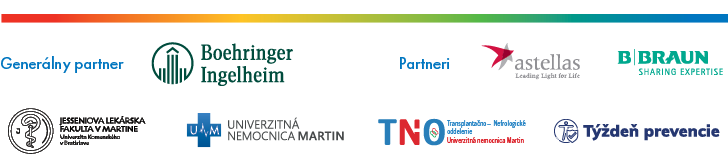 Generálny partner
Boehringer
Ingelheim
Partneri
astellas
Leading Light for Life
B|BRAUN
SHARING EXPERTISE
JESSENIOVA LEKÁRSKA
FAKULTA V MARTINE
Univerzita Komenského
v Bratislave
UNM
UNIVERZITNÁ
NEMOCNICA MARTIN
TNO
Transplantačno – Nefrologické
oddelenie
Univerzitná nemocnica Martin
Týždeň prevencie